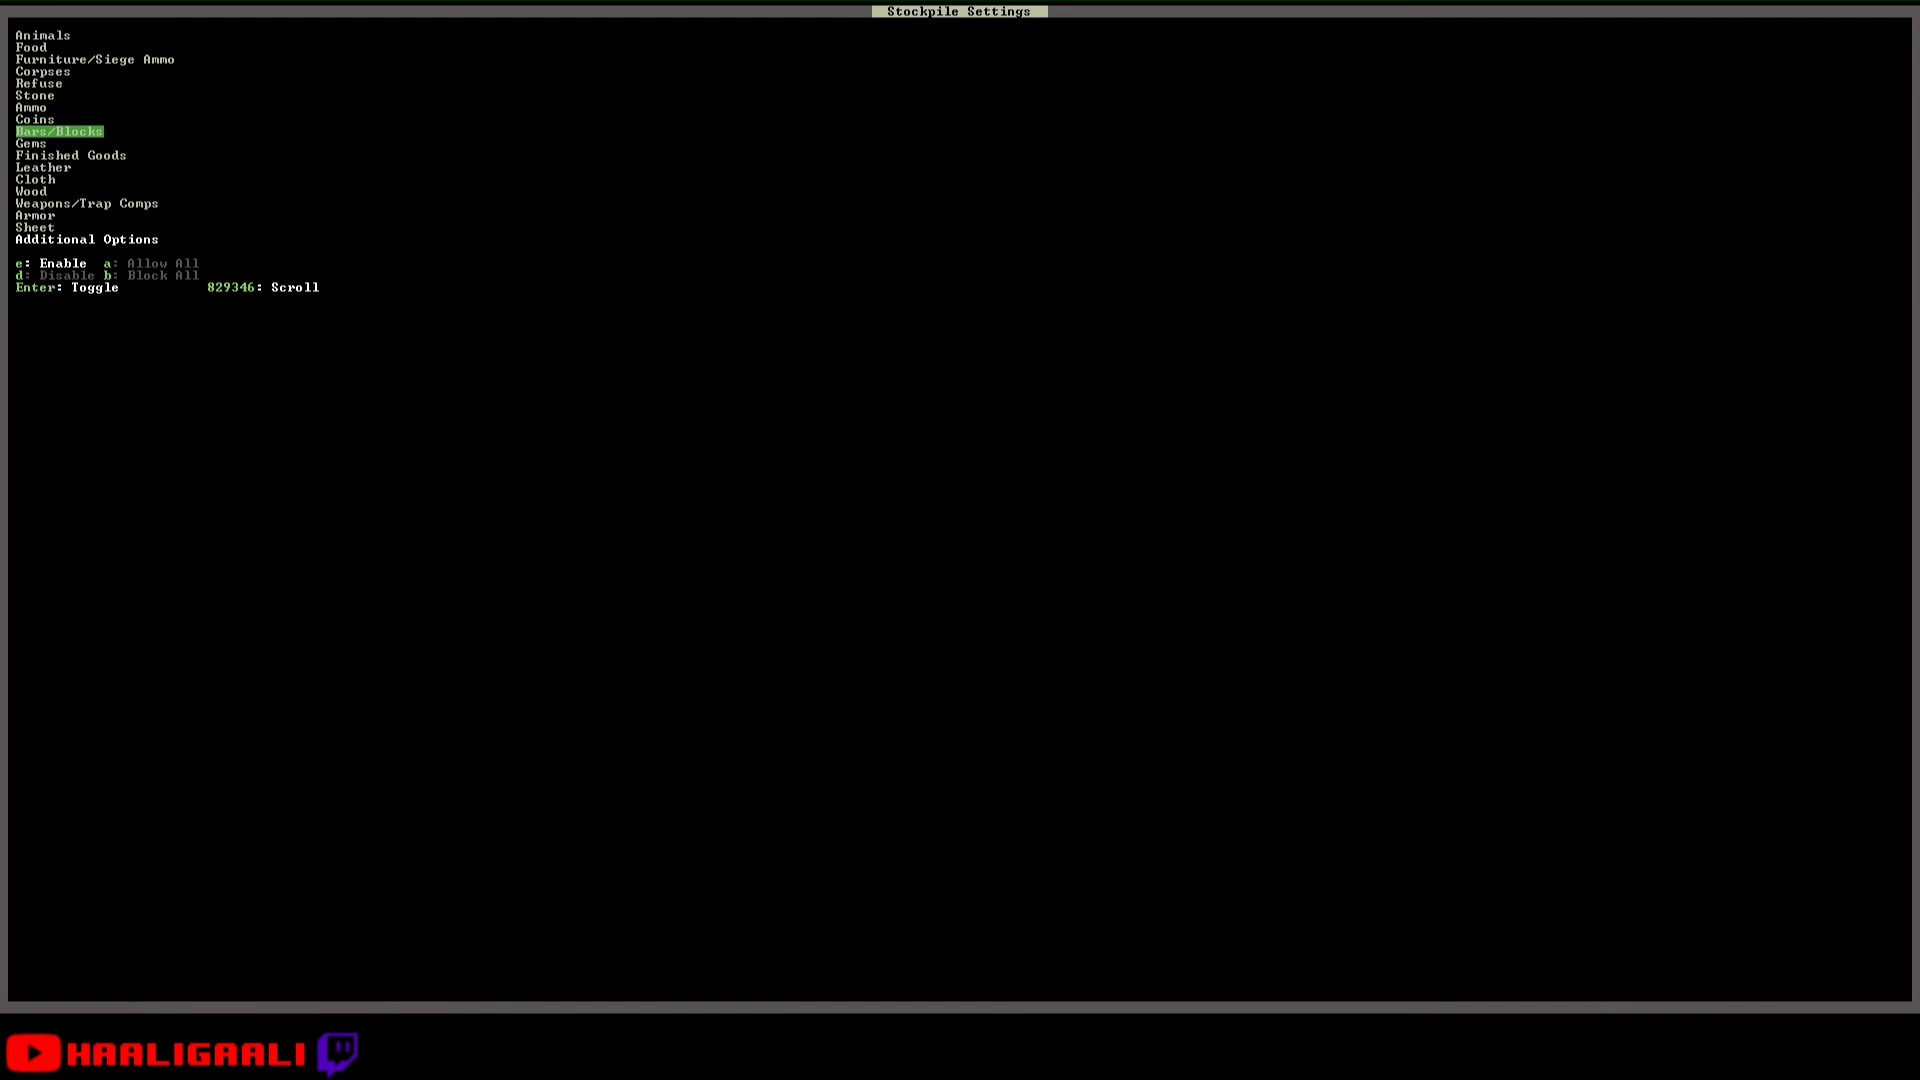 Stockpile Settings
Animals
Food
Furniture/Siege Ammo
Corpses
Refuse
Stone
Ammo
Coins
Bars/Blocks
Gems
Finished Goods
Leather
Cloth
Wood
Weapons/Trap Comps
Armor
Sheet
Additional Options
e: Enable a: Allow All
d: Disable b: Block All
Enter: Toggle 829346: Scroll
HAALIGAALI